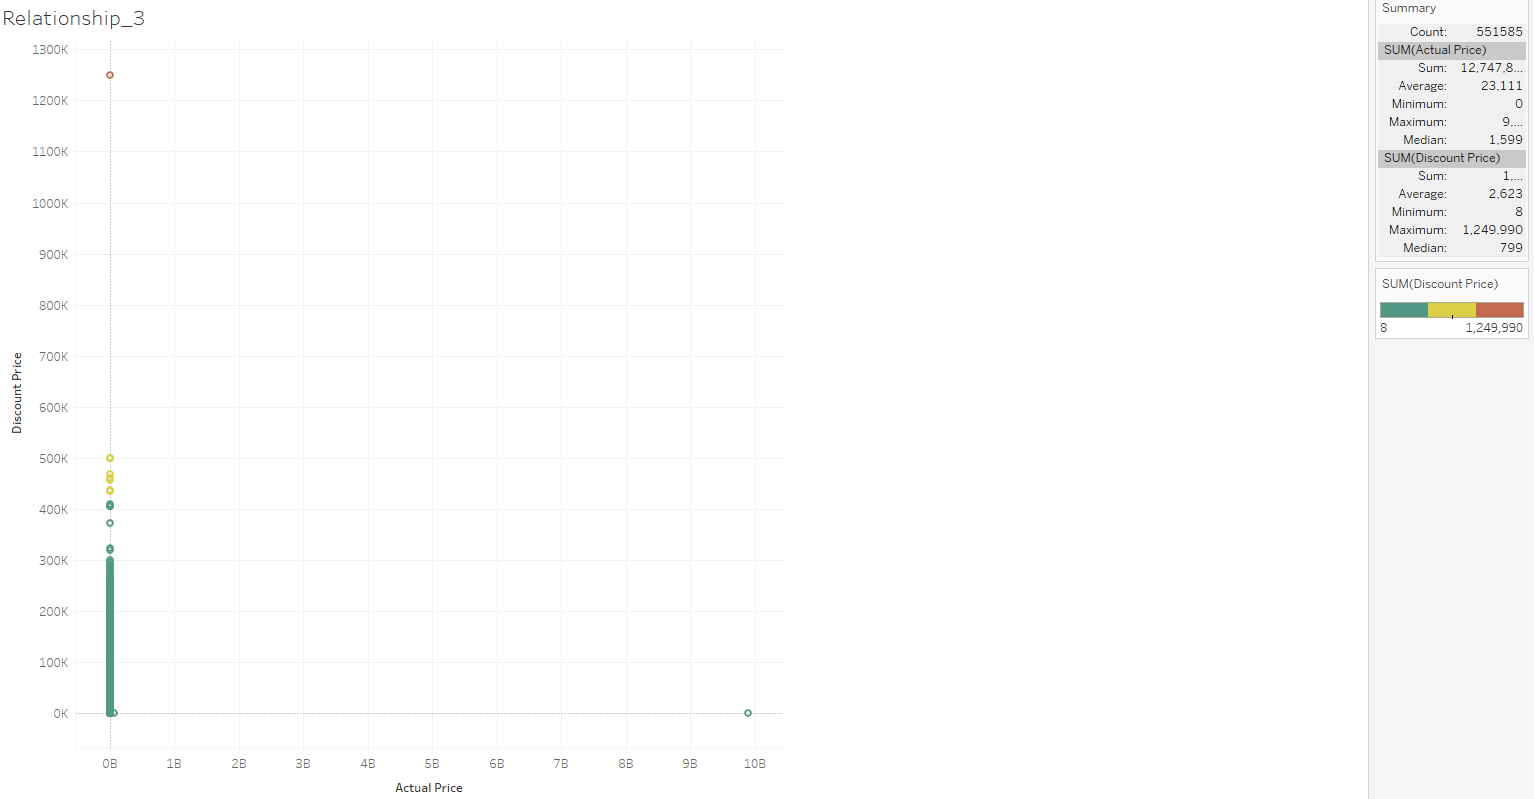 Relationship_3
1300K
1200K
1100K
1000K
900K
800K
700K
600K
500K
400K
300K
200K
100K
0K
Discount Price
0B 1B 2B 3B 4B 5B 6B 7B 8B 9B 10B
Actual Price
Summary
Count: 551585
SUM(Actual Price)
Sum: 12,747,8...
Average: 23,111
Minimum: 0
Maximum: 9,...
Median: 1,599
SUM(Discount Price)
Sum: 1,...
Average: 2,623
Minimum: 8
Maximum: 1,249,990
Median: 799
SUM(Discount Price)
8 1,249,990